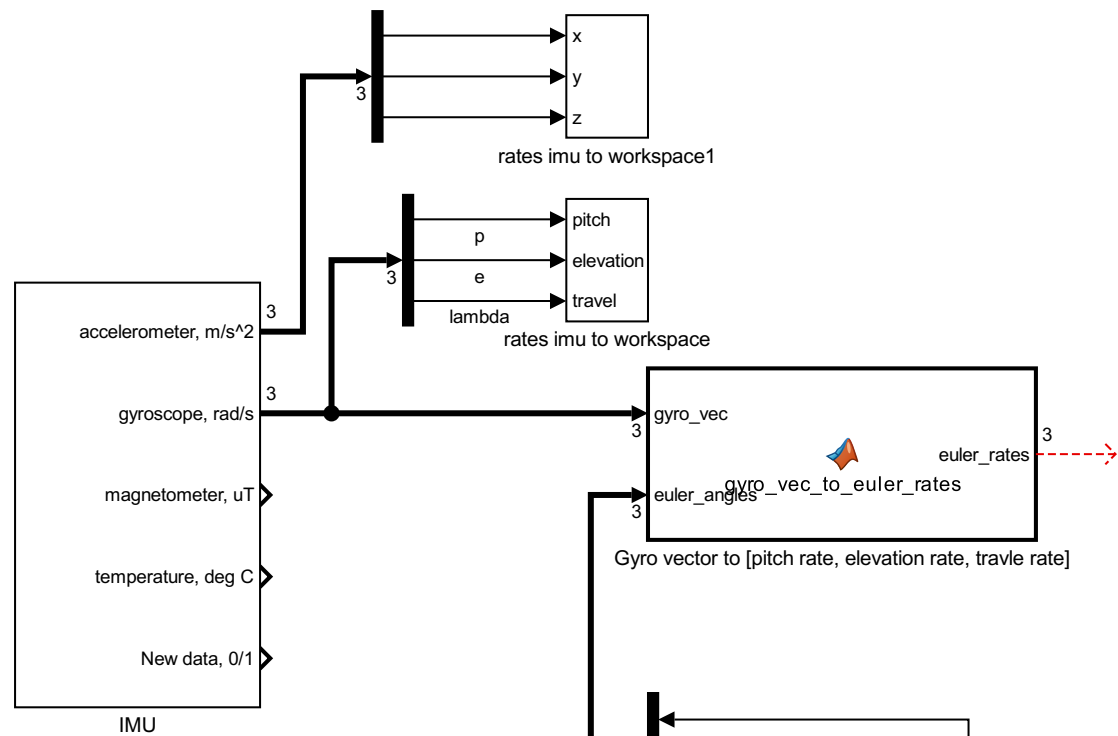 x
y
z
3
rates imu to workspace1
pitch
p
elevation
3
e
travel
lambda
rates imu to workspace
3
accelerometer, m/s^2
3
gyroscope, rad/s
gyro_vec
3
3
euler_rates
gyro_vec_to_euler_rates
magnetometer, uT
euler_angles
3
Gyro vector to [pitch rate, elevation rate, travle rate]
temperature, deg C
New data, 0/1
IMU